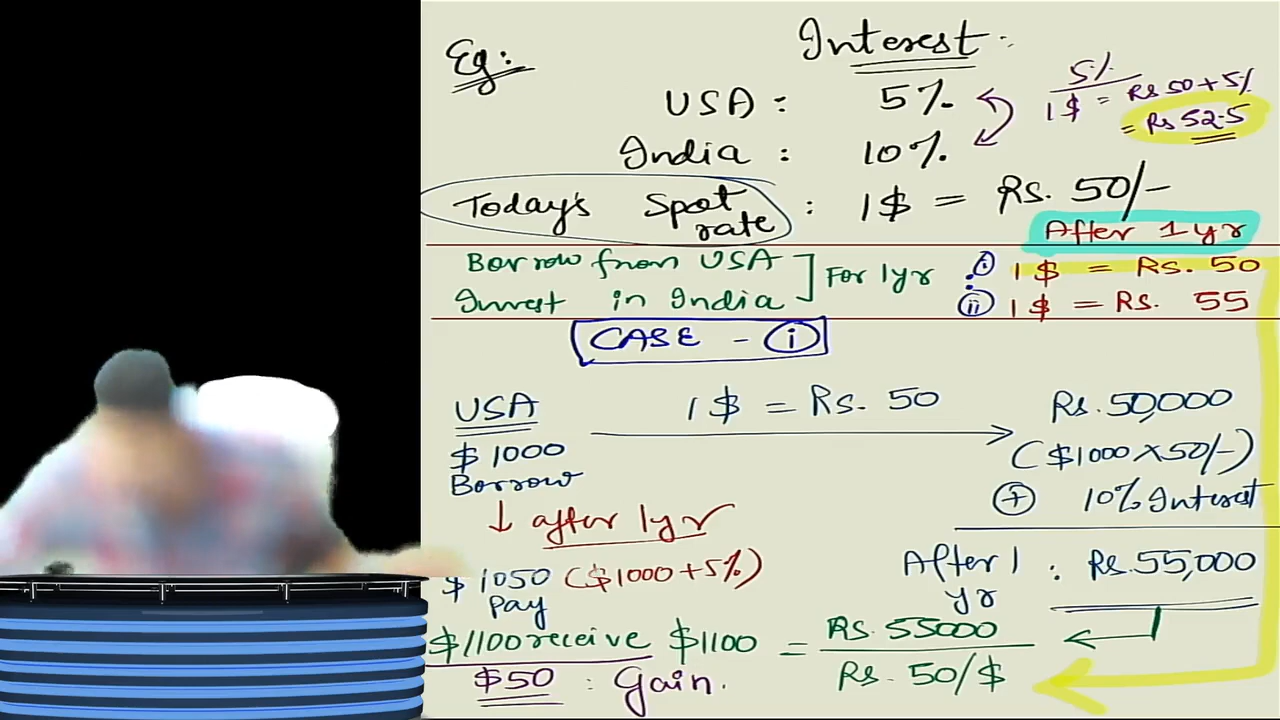 Eg:
Interest:
USA : 5%
India : 10%
5%
1$ = Rs 50 + 5%
= Rs 52.5
Today's Spot rate : 1$ = Rs. 50/-
After 1yr
Borrow from USA
Invest in India
For 1yr
(i) 1$ = Rs. 50
(ii) 1$ = Rs. 55
CASE - (i)
USA
$1000
Borrow
1$ = Rs. 50
Rs. 50,000
($1000 X 50/-)
(+) 10% Interest
↓ after 1yr
$1050 ($1000+5%)
Pay
After 1 yr : Rs. 55,000
$1100 receive $1100 = Rs. 55000
Rs. 50/$
$50 : Gain.